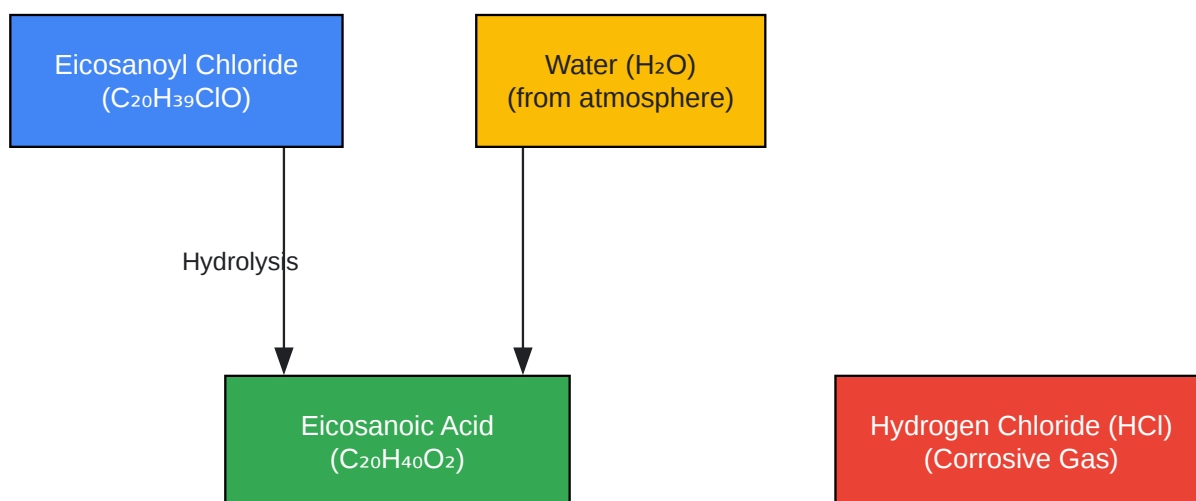 Eicosanoyl Chloride
(C₂₀H₃₉ClO)
Water (H₂O)
(from atmosphere)
Hydrolysis
Eicosanoic Acid
(C₂₀H₄₀O₂)
Hydrogen Chloride (HCl)
(Corrosive Gas)